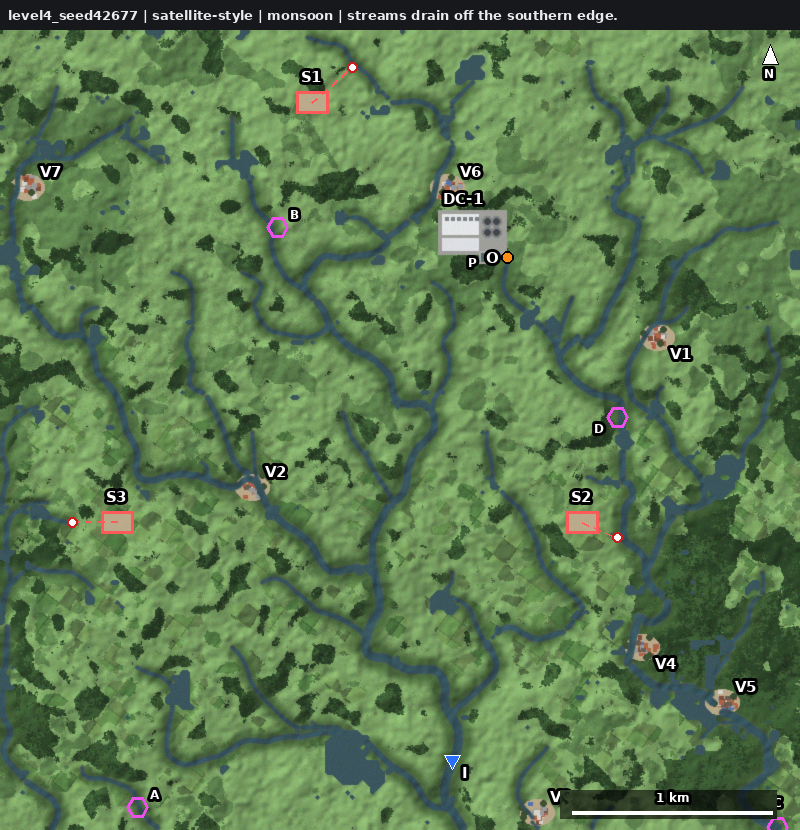 level4_seed42677 | satellite-style | monsoon | streams drain off the southern edge.
N
S1
V7
V6
DC-1
B
P
O
V1
D
V2
S3
S2
V4
V5
I
A
V
1 km
C